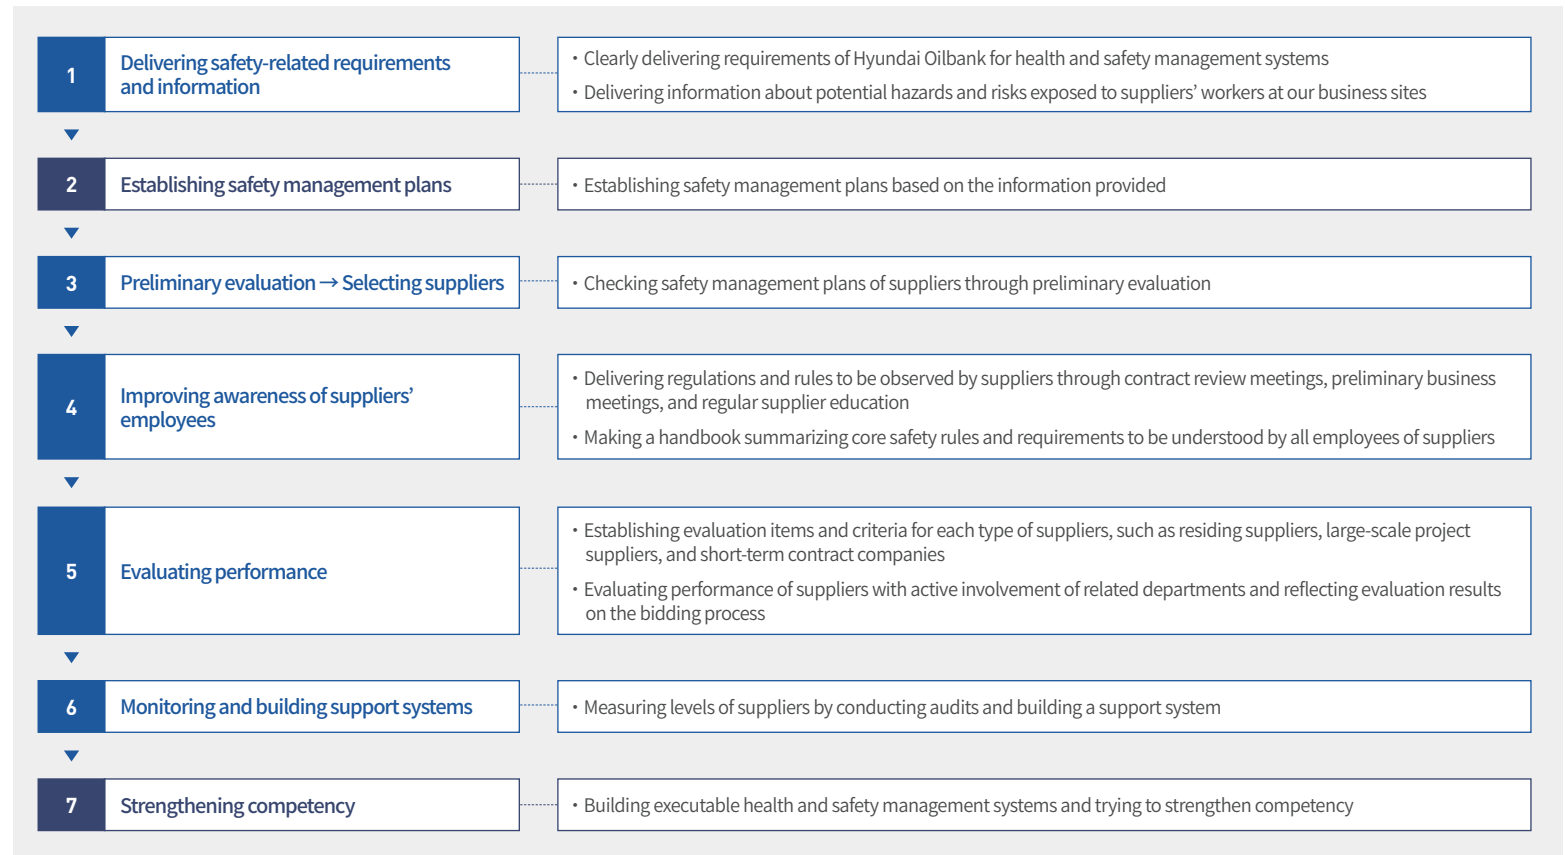 1
Delivering safety-related requirements
and information
・Clearly delivering requirements of Hyundai Oilbank for health and safety management systems
・Delivering information about potential hazards and risks exposed to suppliers’ workers at our business sites
2
Establishing safety management plans
・Establishing safety management plans based on the information provided
3
Preliminary evaluation → Selecting suppliers
・Checking safety management plans of suppliers through preliminary evaluation
4
Improving awareness of suppliers’
employees
・Delivering regulations and rules to be observed by suppliers through contract review meetings, preliminary business
meetings, and regular supplier education
・Making a handbook summarizing core safety rules and requirements to be understood by all employees of suppliers
5
Evaluating performance
・Establishing evaluation items and criteria for each type of suppliers, such as residing suppliers, large-scale project
suppliers, and short-term contract companies
・Evaluating performance of suppliers with active involvement of related departments and reflecting evaluation results
on the bidding process
6
Monitoring and building support systems
・Measuring levels of suppliers by conducting audits and building a support system
7
Strengthening competency
・Building executable health and safety management systems and trying to strengthen competency